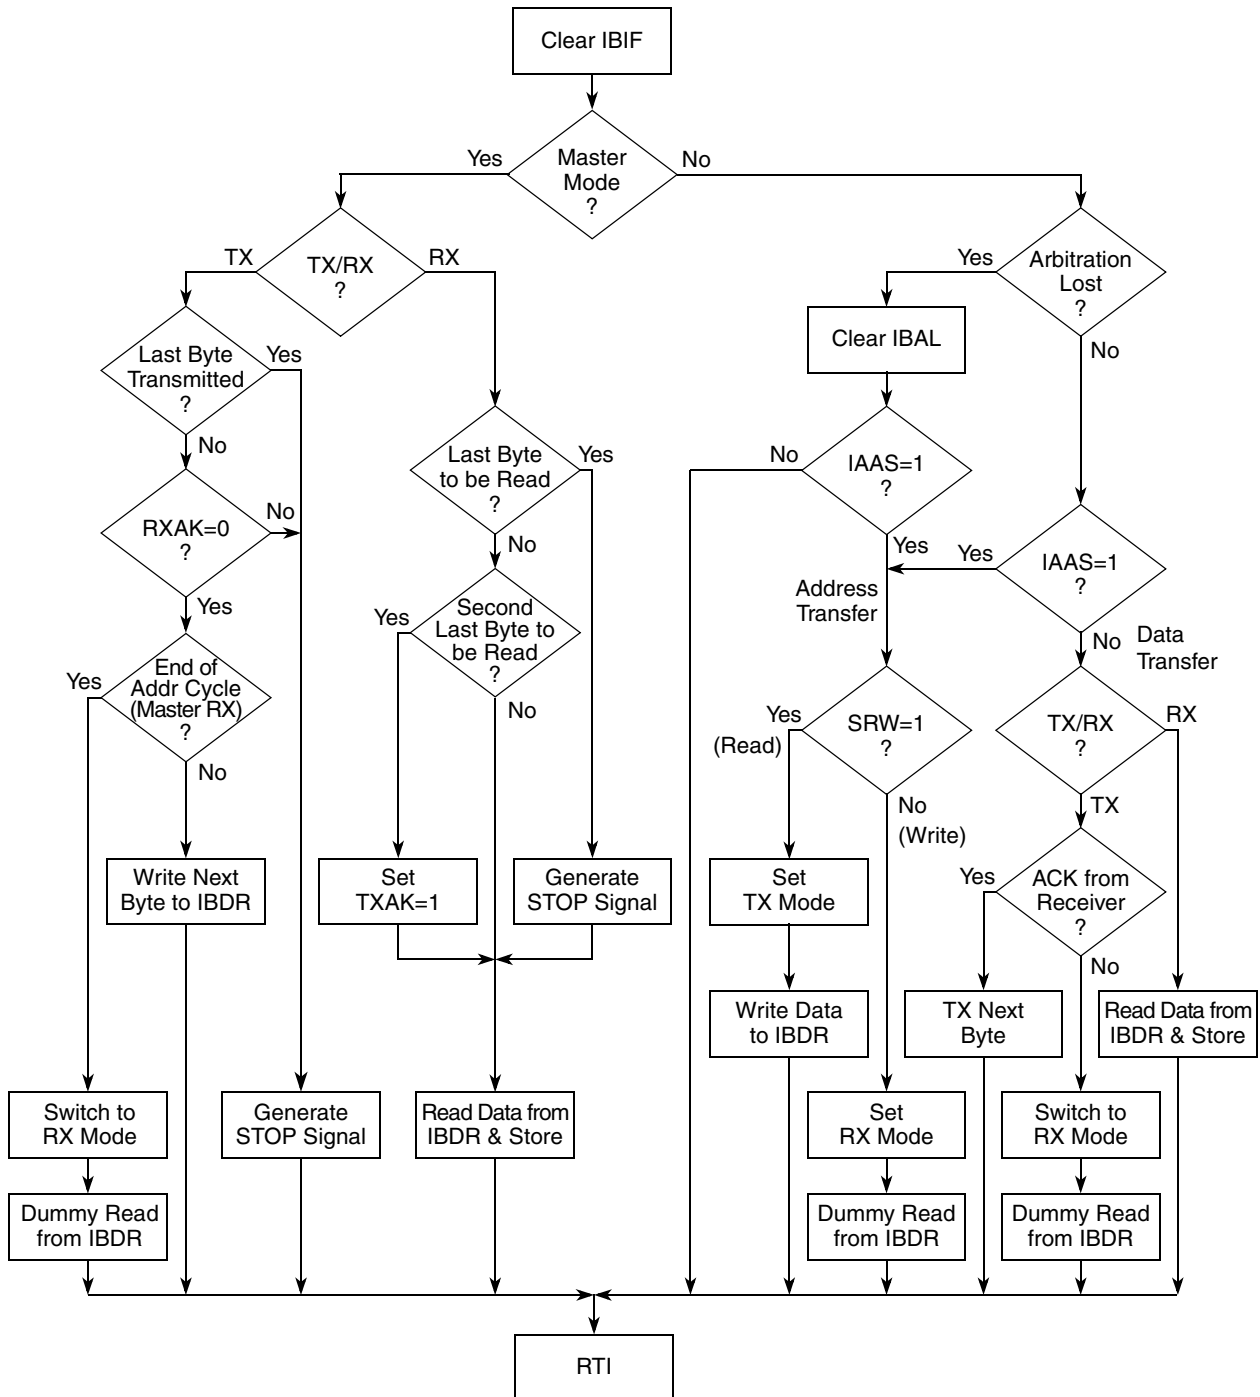 Clear IBIF
Master
Mode
?
Yes
No
TX/RX
?
TX
RX
Arbitration
Lost
?
Yes
No
Clear IBAL
Last Byte
Transmitted
?
Yes
No
Last Byte
to be Read
?
Yes
No
IAAS=1
?
No
Yes
RXAK=0
?
No
Yes
IAAS=1
?
Yes
No
Address
Transfer
Data
Transfer
Second
Last Byte to
be Read
?
Yes
No
End of
Addr Cycle
(Master RX)
?
Yes
No
SRW=1
?
Yes
(Read)
No
(Write)
TX/RX
?
RX
TX
Write Next
Byte to IBDR
Set
TXAK=1
Generate
STOP Signal
Set
TX Mode
ACK from
Receiver
?
Yes
No
Write Data
to IBDR
TX Next
Byte
Read Data from
IBDR & Store
Switch to
RX Mode
Generate
STOP Signal
Read Data from
IBDR & Store
Set
RX Mode
Switch to
RX Mode
Dummy Read
from IBDR
Dummy Read
from IBDR
Dummy Read
from IBDR
RTI